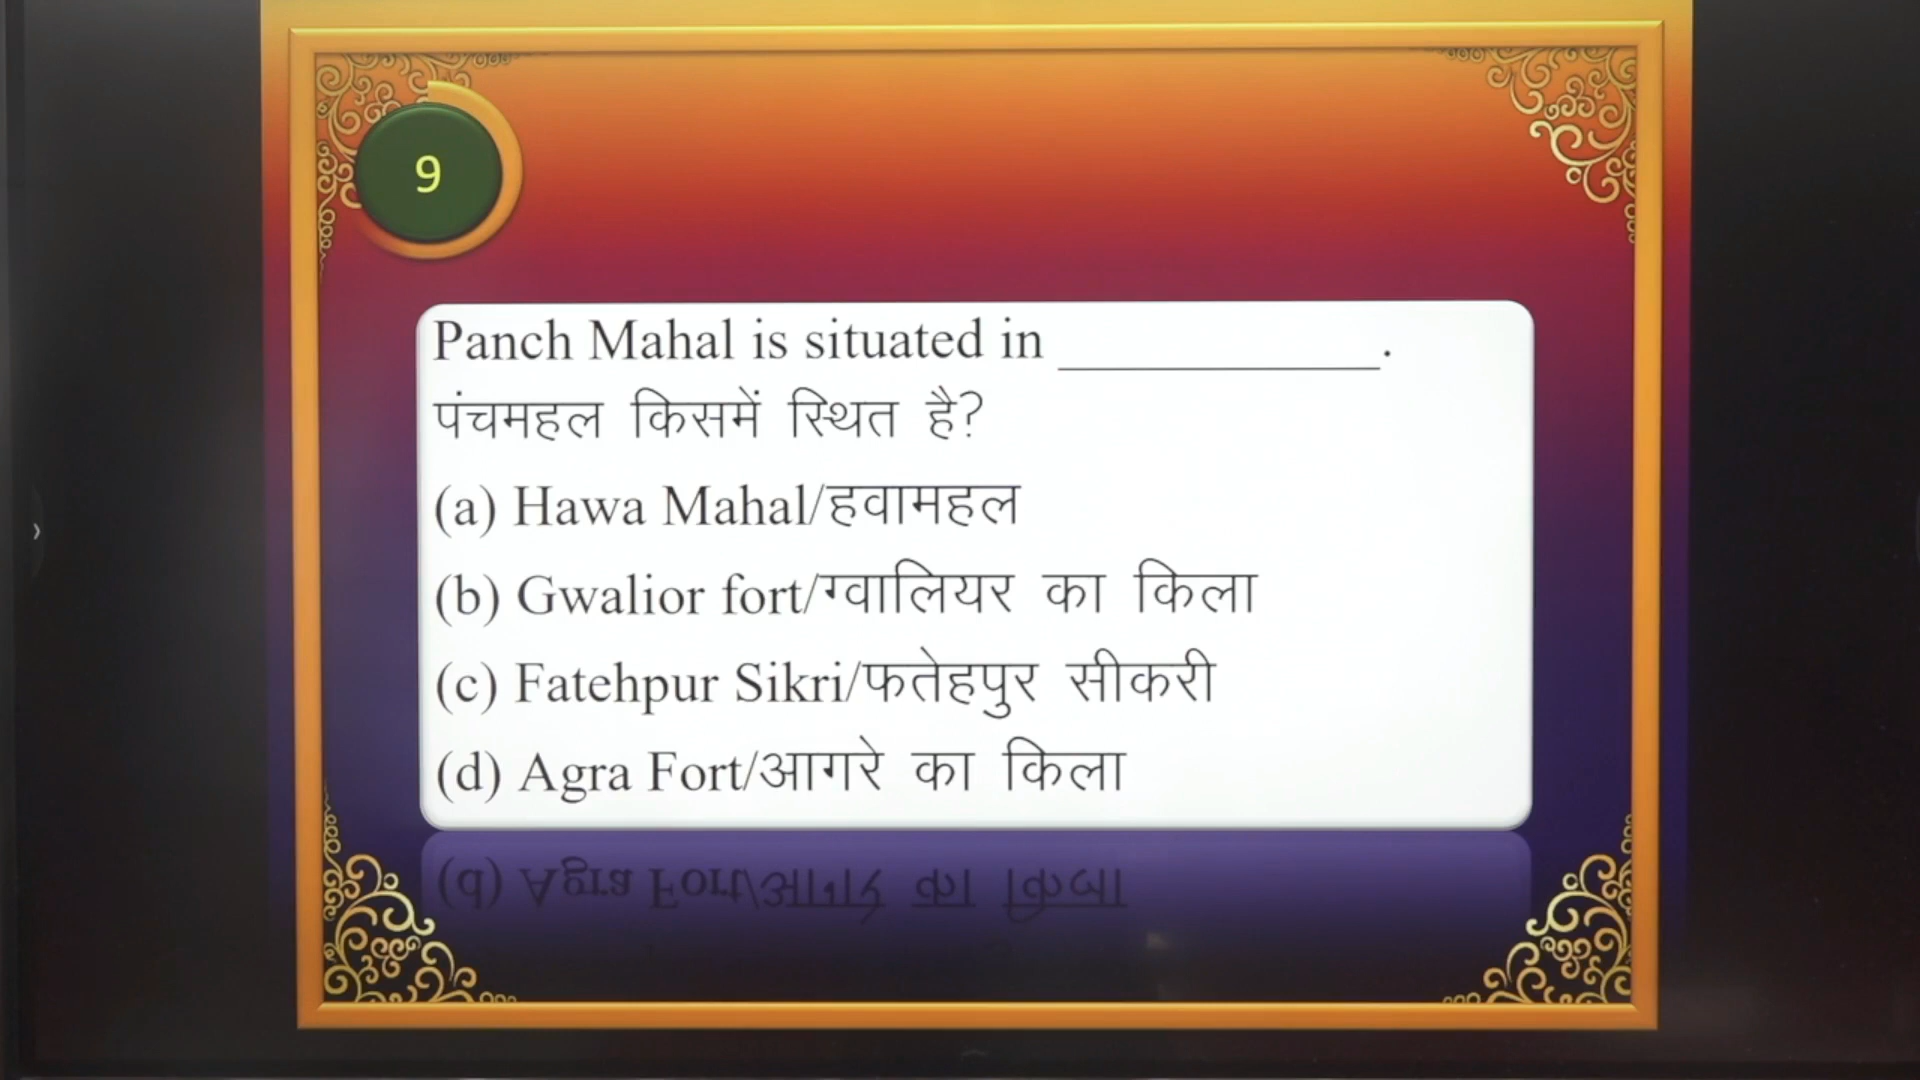 9
Panch Mahal is situated in ____________.
पंचमहल किसमें स्थित है?
(a) Hawa Mahal/हवामहल
(b) Gwalior fort/ग्वालियर का किला
(c) Fatehpur Sikri/फतेहपुर सीकरी
(d) Agra Fort/आगरे का किला